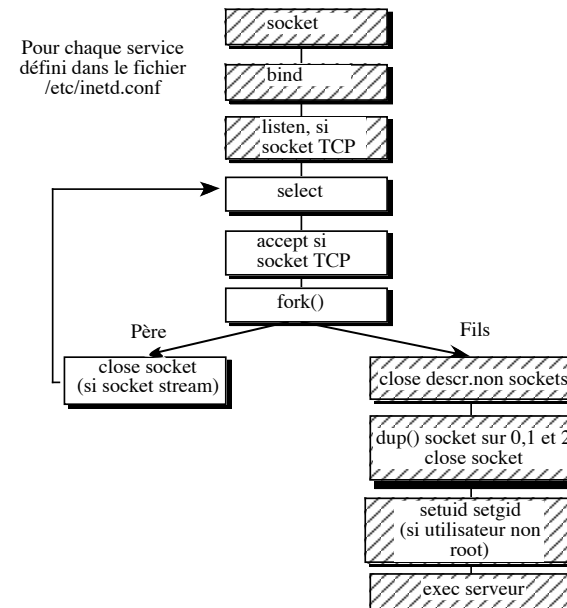 socket
Pour chaque service
défini dans le fichier
/etc/inetd.conf
bind
listen, si
socket TCP
select
accept si
socket TCP
fork()
Père
Fils
close socket
(si socket stream)
close descr.non sockets
dup() socket sur 0,1 et 2
close socket
setuid setgid
(si utilisateur non
root)
exec serveur